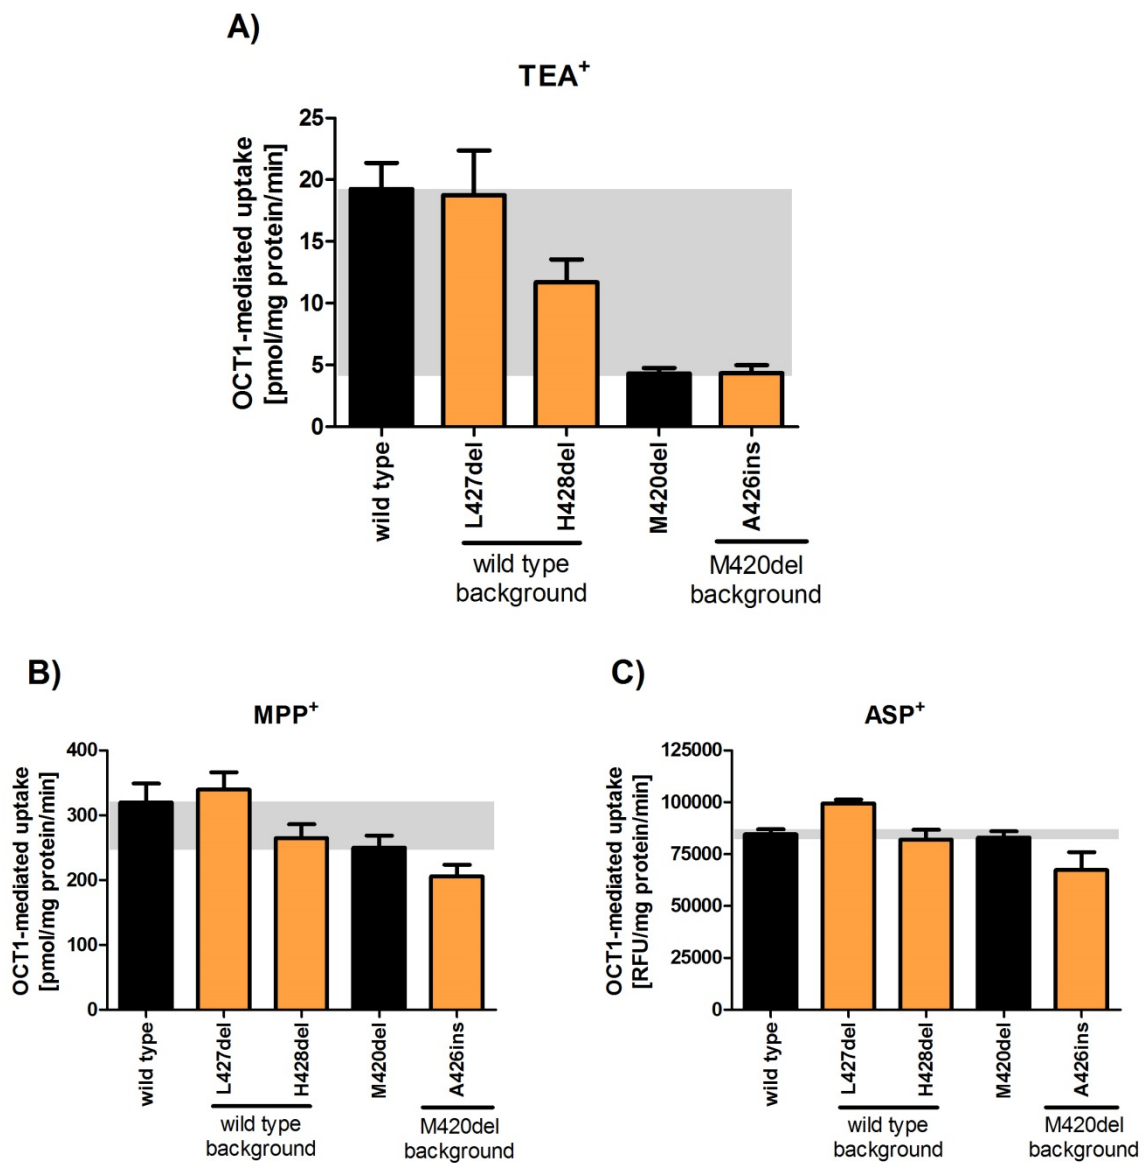 A)
TEA+
OCT1-mediated uptake
[pmol/mg protein/min]
25
20
15
10
5
0
wild type
L427del
H428del
M420del
A426ins
wild type
background
M420del
background
B)
MPP+
OCT1-mediated uptake
[pmol/mg protein/min]
400
300
200
100
0
wild type
L427del
H428del
M420del
A426ins
wild type
background
M420del
background
C)
ASP+
OCT1-mediated uptake
[RFU/mg protein/min]
125000
100000
75000
50000
25000
0
wild type
L427del
H428del
M420del
A426ins
wild type
background
M420del
background